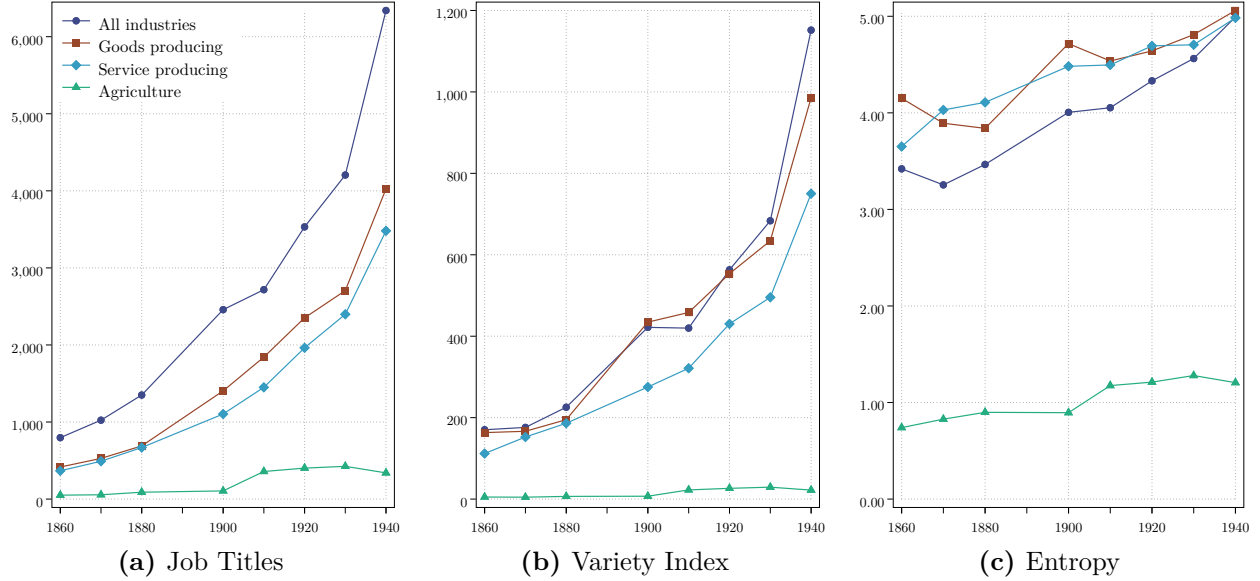 All industries
Goods producing
Service producing
Agriculture
6,000
5,000
4,000
3,000
2,000
1,000
0
1860 1880 1900 1920 1940
(a) Job Titles
1,200
1,000
800
600
400
200
0
1860 1880 1900 1920 1940
(b) Variety Index
5.00
4.00
3.00
2.00
1.00
0.00
1860 1880 1900 1920 1940
(c) Entropy